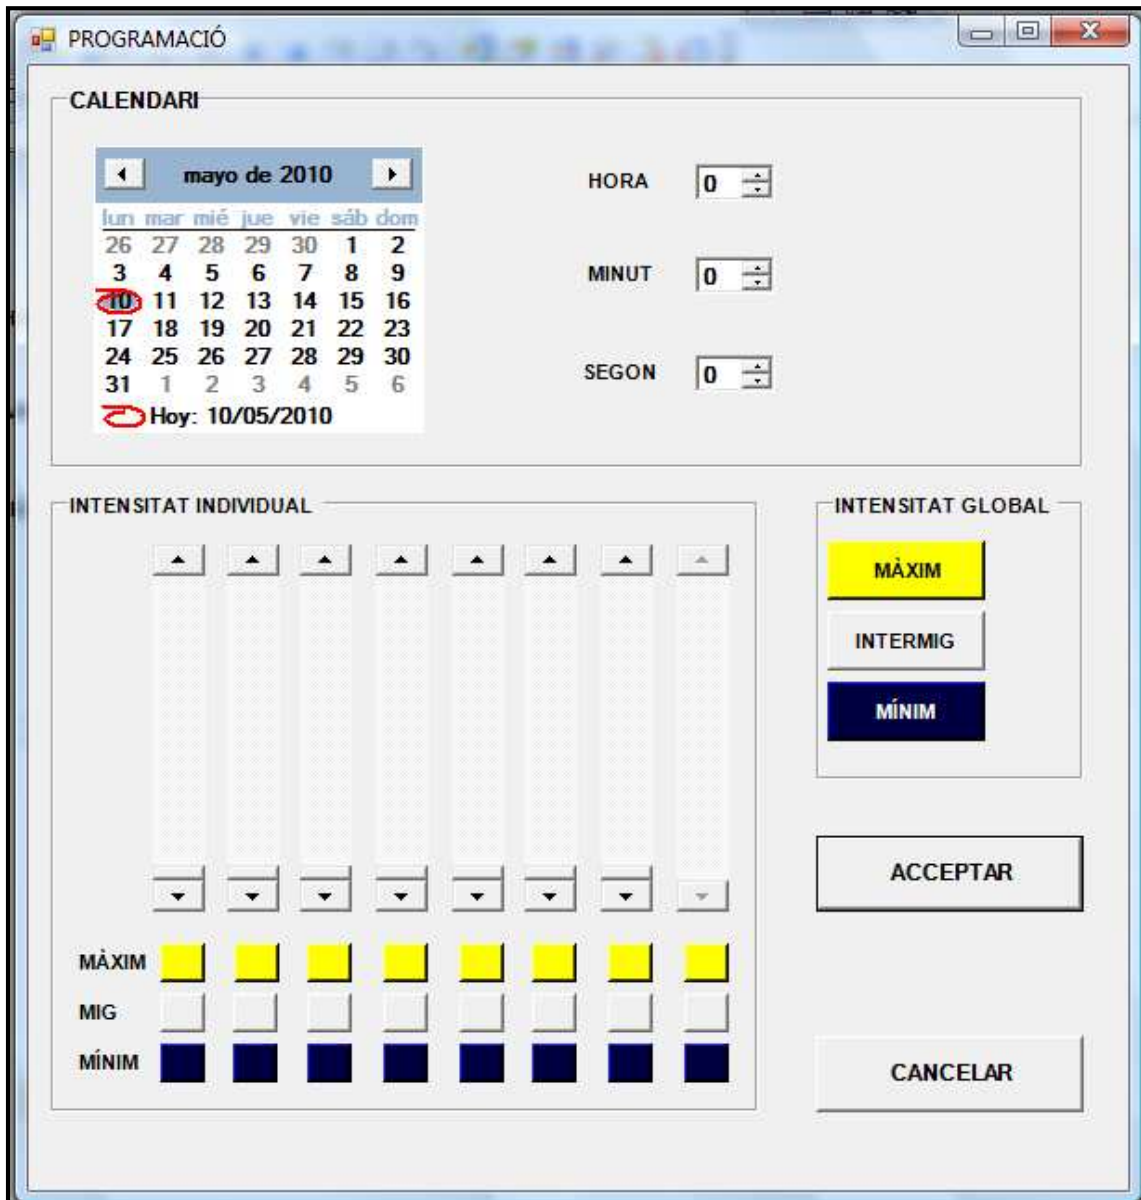 PROGRAMACIÓ
CALENDARI
mayo de 2010
lun mar mié jue vie sáb dom
26 27 28 29 30 1 2
3 4 5 6 7 8 9
10 11 12 13 14 15 16
17 18 19 20 21 22 23
24 25 26 27 28 29 30
31 1 2 3 4 5 6
Hoy: 10/05/2010
HORA 0
MINUT 0
SEGON 0
INTENSITAT INDIVIDUAL
MÀXIM
MIG
MÍNIM
INTENSITAT GLOBAL
MÀXIM
INTERMIG
MÍNIM
ACCEPTAR
CANCELAR